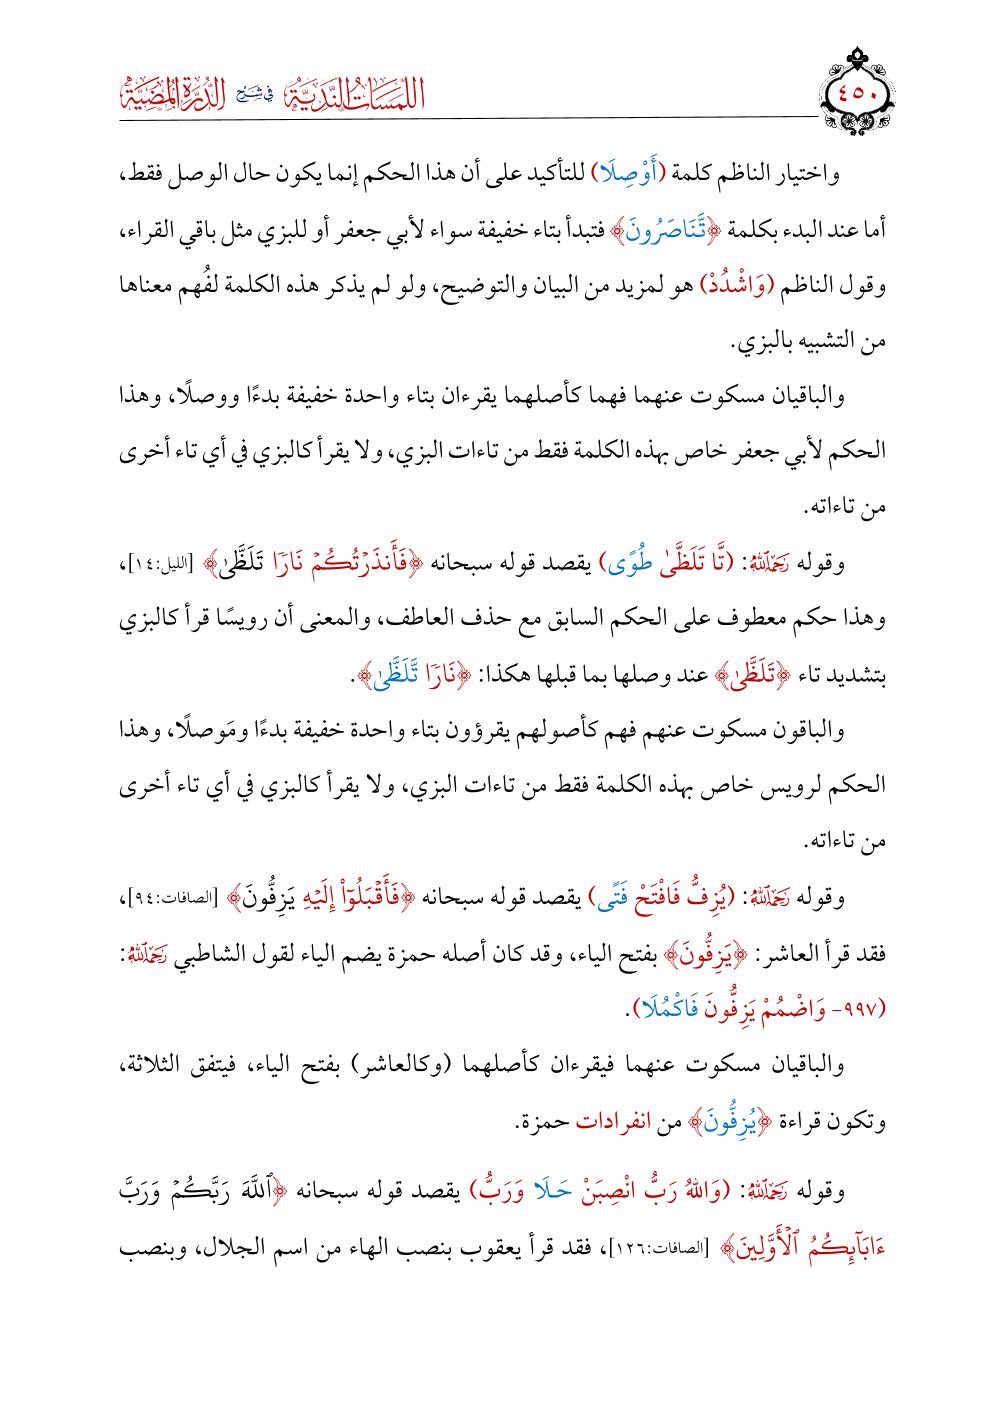 اللمسات الندية في شرح الدرة المضية
٤٥٠
واختيار الناظم كلمة (أَوْصِلَا) للتأكيد على أن هذا الحكم إنما يكون حال الوصل فقط،
أما عند البدء بكلمة ﴿تَّنَاصَرُونَ﴾ فتبدأ بتاء خفيفة سواء لأبي جعفر أو للبزي مثل باقي القراء،
وقول الناظم (وَاشْدُدْ) هو لمزيد من البيان والتوضيح، ولو لم يذكر هذه الكلمة لفُهم معناها
من التشبيه بالبزي.
والباقيان مسكوت عنهما فهما كأصلهما يقرءان بتاء واحدة خفيفة بدءًا ووصلًا، وهذا
الحكم لأبي جعفر خاص بهذه الكلمة فقط من تاءات البزي، ولا يقرأ كالبزي في أي تاء أخرى
من تاءاته.
وقوله رَحِمَهُ ٱللَّهُ: (تَّا تَلَظَّىٰ طُوًى) يقصد قوله سبحانه ﴿فَأَنذَرۡتُكُمۡ نَارٗا تَلَظَّىٰ﴾ [الليل:١٤]،
وهذا حكم معطوف على الحكم السابق مع حذف العاطف، والمعنى أن رويسًا قرأ كالبزي
بتشديد تاء ﴿تَلَظَّىٰ﴾ عند وصلها بما قبلها هكذا: ﴿نَارٗا تَّلَظَّىٰ﴾.
والباقون مسكوت عنهم فهم كأصولهم يقرؤون بتاء واحدة خفيفة بدءًا ومَوصلًا، وهذا
الحكم لرويس خاص بهذه الكلمة فقط من تاءات البزي، ولا يقرأ كالبزي في أي تاء أخرى
من تاءاته.
وقوله رَحِمَهُ ٱللَّهُ: (يُزِفُّ فَافْتَحْ فَتًى) يقصد قوله سبحانه ﴿فَأَقۡبَلُوٓاْ إِلَيۡهِ يَزِفُّونَ﴾ [الصافات:٩٤]،
فقد قرأ العاشر: ﴿يَزِفُّونَ﴾ بفتح الياء، وقد كان أصله حمزة يضم الياء لقول الشاطبي رَحِمَهُ ٱللَّهُ:
(٩٩٧- وَاضْمُمْ يَزِفُّونَ فَاكْمُلَا).
والباقيان مسكوت عنهما فيقرءان كأصلهما (وكالعاشر) بفتح الياء، فيتفق الثلاثة،
وتكون قراءة ﴿يُزِفُّونَ﴾ من انفرادات حمزة.
وقوله رَحِمَهُ ٱللَّهُ: (وَاللهُ رَبُّ انْصِبَنْ حَلَا وَرَبُّ) يقصد قوله سبحانه ﴿ٱللَّهَ رَبَّكُمۡ وَرَبَّ
ءَابَآئِكُمُ ٱلۡأَوَّلِينَ﴾ [الصافات:١٢٦]، فقد قرأ يعقوب بنصب الهاء من اسم الجلال، وبنصب